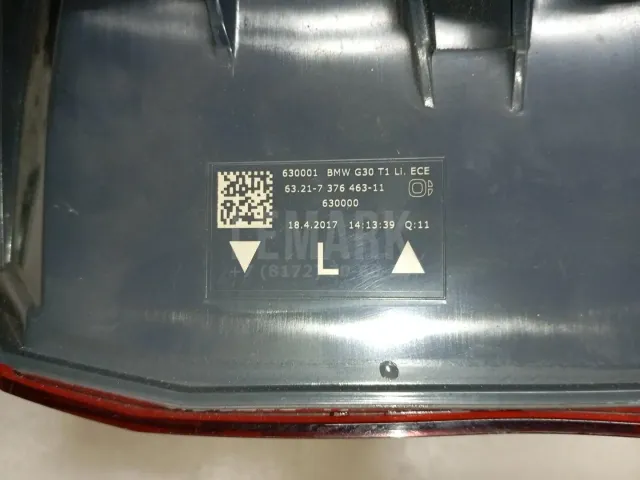 630001 BMW G30 T1 Li. ECE
63.21-7 376 463-11
630000
18.4.2017 14:13:39 Q:11
L